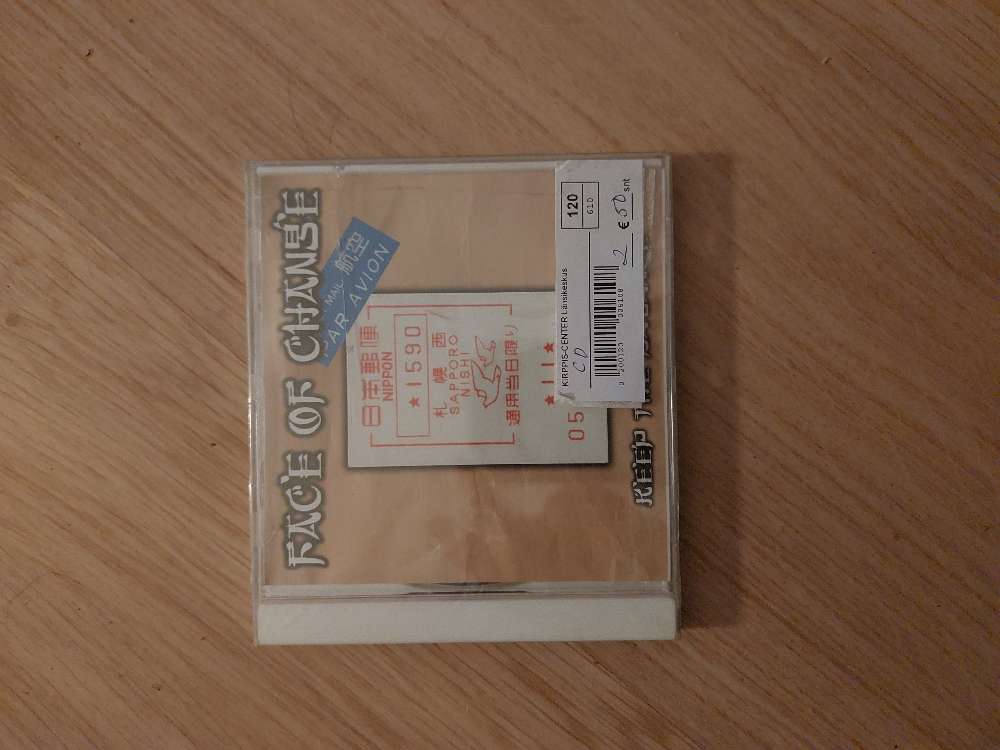 FACE OF CHANGE
MAIL 航空
PAR AVION
日本郵便
NIPPON
★1590
札幌西
SAPPORO
NISHI
通用当日限り
★11★
05
KIRPPIS-CENTER Länsikeskus
120
610
CD
2 € 50 snt
KEEP